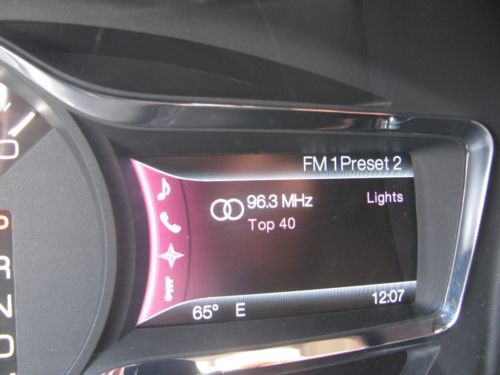 FM 1 Preset 2
96.3 MHz
Lights
Top 40
65° E
12:07
P
R
N
D